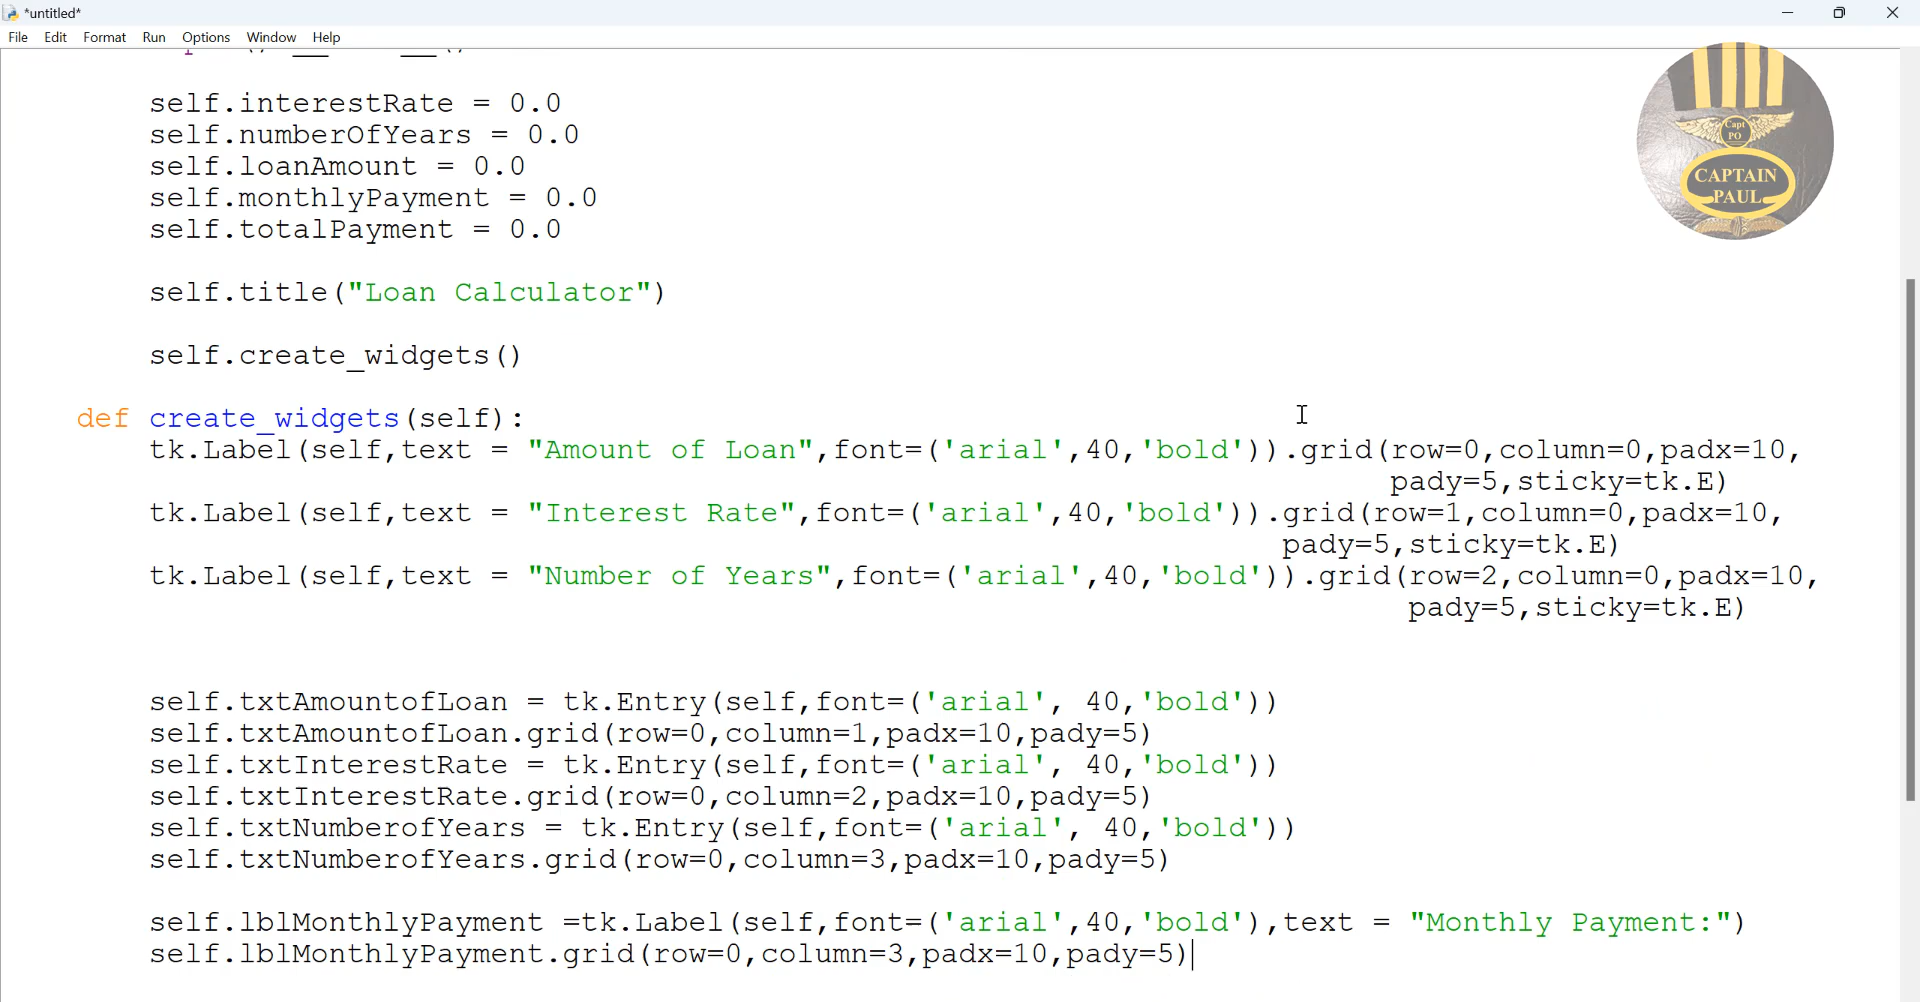 *untitled*
File Edit Format Run Options Window Help
self.interestRate = 0.0
self.numberOfYears = 0.0
self.loanAmount = 0.0
self.monthlyPayment = 0.0
self.totalPayment = 0.0
self.title("Loan Calculator")
self.create_widgets()
def create_widgets(self):
tk.Label(self,text = "Amount of Loan",font=('arial',40,'bold')).grid(row=0,column=0,padx=10,
pady=5,sticky=tk.E)
tk.Label(self,text = "Interest Rate",font=('arial',40,'bold')).grid(row=1,column=0,padx=10,
pady=5,sticky=tk.E)
tk.Label(self,text = "Number of Years",font=('arial',40,'bold')).grid(row=2,column=0,padx=10,
pady=5,sticky=tk.E)
self.txtAmountofLoan = tk.Entry(self,font=('arial', 40,'bold'))
self.txtAmountofLoan.grid(row=0,column=1,padx=10,pady=5)
self.txtInterestRate = tk.Entry(self,font=('arial', 40,'bold'))
self.txtInterestRate.grid(row=0,column=2,padx=10,pady=5)
self.txtNumberofYears = tk.Entry(self,font=('arial', 40,'bold'))
self.txtNumberofYears.grid(row=0,column=3,padx=10,pady=5)
self.lblMonthlyPayment =tk.Label(self,font=('arial',40,'bold'),text = "Monthly Payment:")
self.lblMonthlyPayment.grid(row=0,column=3,padx=10,pady=5)
Capt
PO
CAPTAIN
PAUL